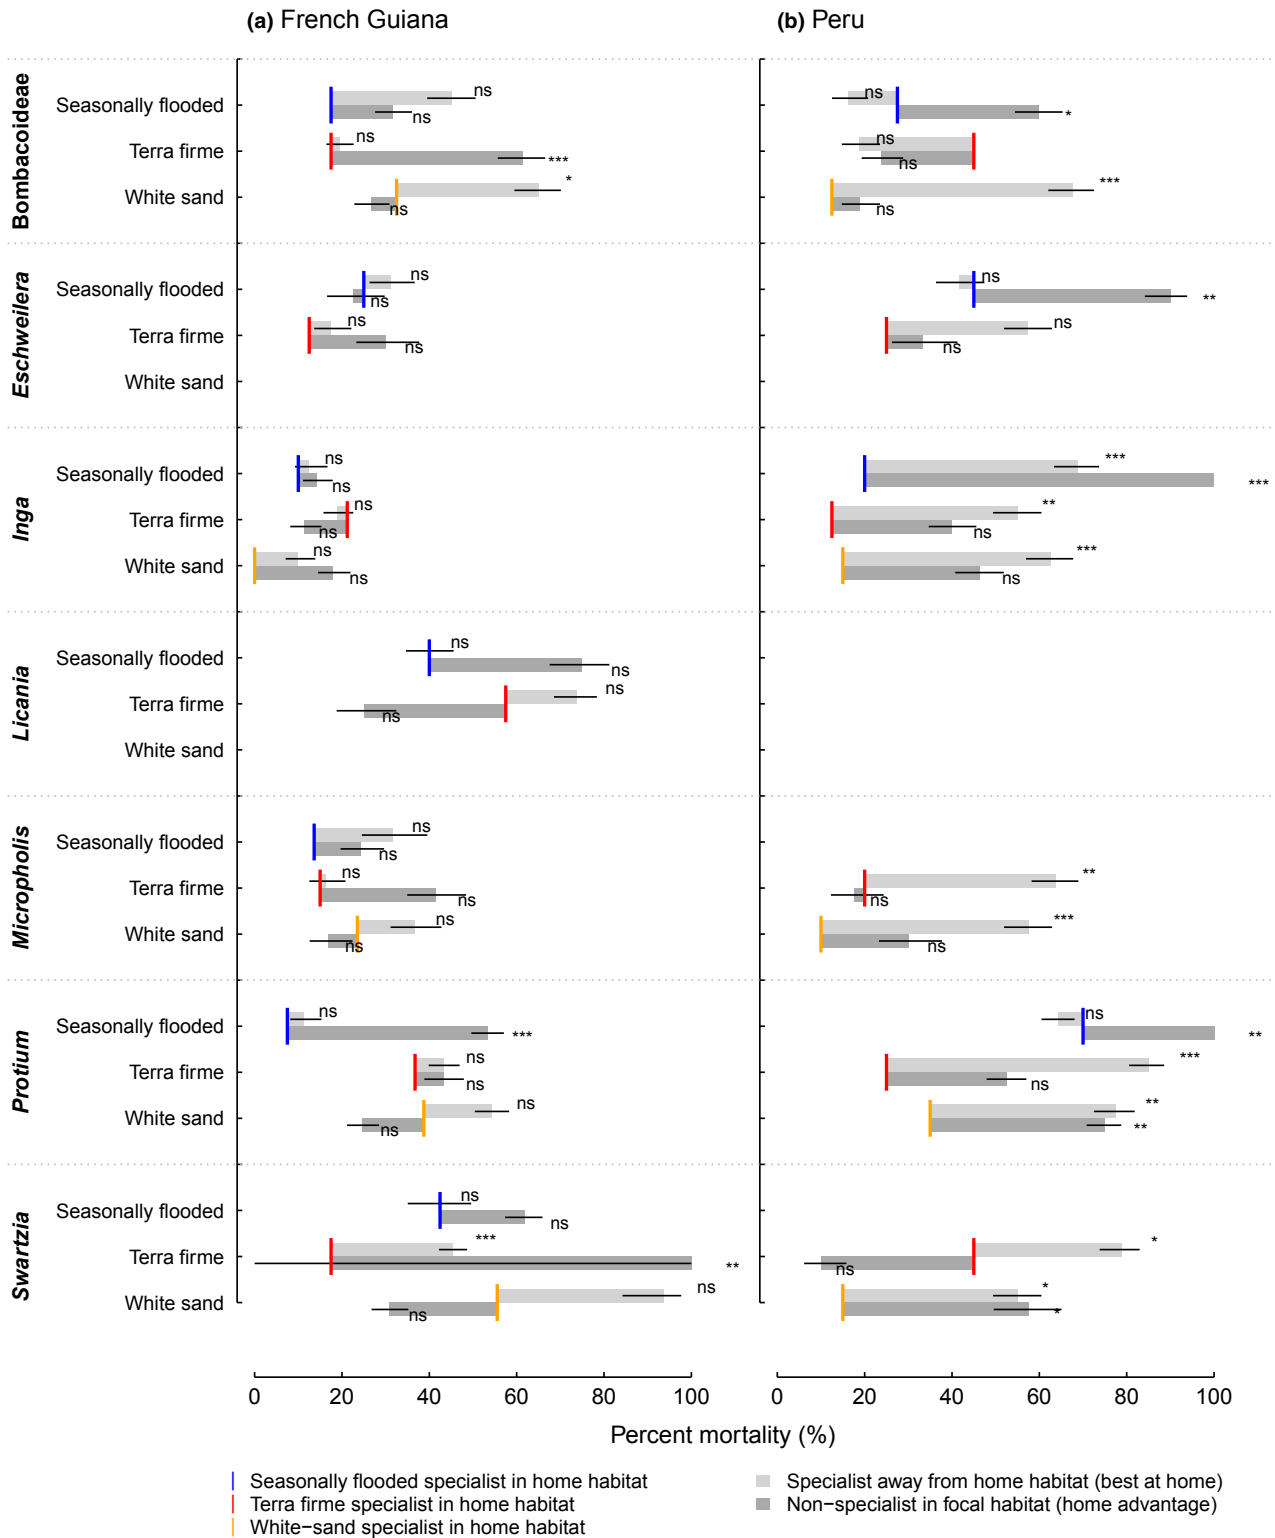 (a) French Guiana
(b) Peru
Bombacoideae
Seasonally flooded ns ns ns *
Terra firme ns *** ns ns
White sand * ns *** ns
Eschweilera
Seasonally flooded ns ns ns **
Terra firme ns ns ns ns
White sand
Inga
Seasonally flooded ns ns *** ***
Terra firme ns ns ** ns
White sand ns ns *** ns
Licania
Seasonally flooded ns ns
Terra firme ns ns
White sand
Micropholis
Seasonally flooded ns ns
Terra firme ns ns ** ns
White sand ns ns *** ns
Protium
Seasonally flooded ns *** ns **
Terra firme ns ns *** ns
White sand ns ns ** **
Swartzia
Seasonally flooded ns ns
Terra firme *** ** * ns
White sand ns ns * *
0 20 40 60 80 100
0 20 40 60 80 100
Percent mortality (%)
Seasonally flooded specialist in home habitat
Terra firme specialist in home habitat
White−sand specialist in home habitat
Specialist away from home habitat (best at home)
Non−specialist in focal habitat (home advantage)